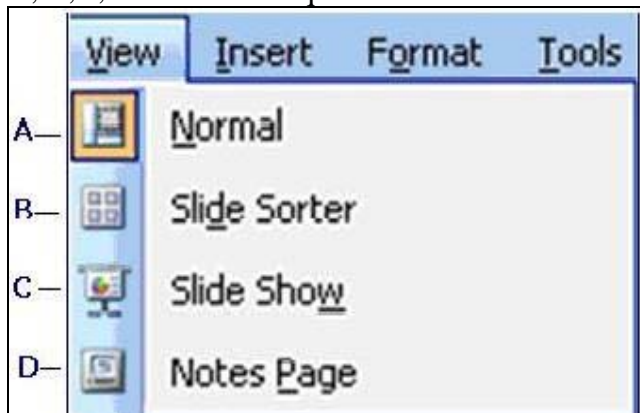 View Insert Format Tools
A— Normal
B— Slide Sorter
C— Slide Show
D— Notes Page